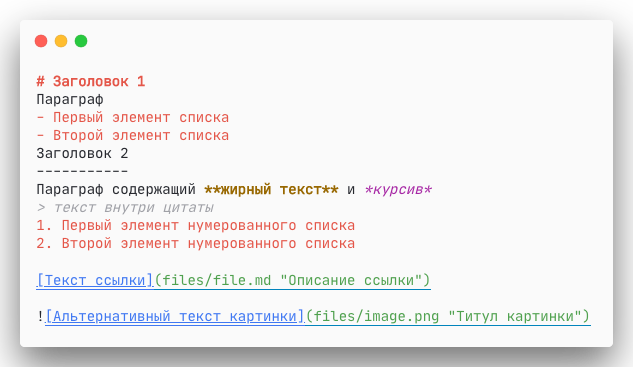 # Заголовок 1
Параграф
- Первый элемент списка
- Второй элемент списка
Заголовок 2
-----------
Параграф содержащий **жирный текст** и *курсив*
> текст внутри цитаты
1. Первый элемент нумерованного списка
2. Второй элемент нумерованного списка
[Текст ссылки](files/file.md "Описание ссылки")
![Альтернативный текст картинки](files/image.png "Титул картинки")